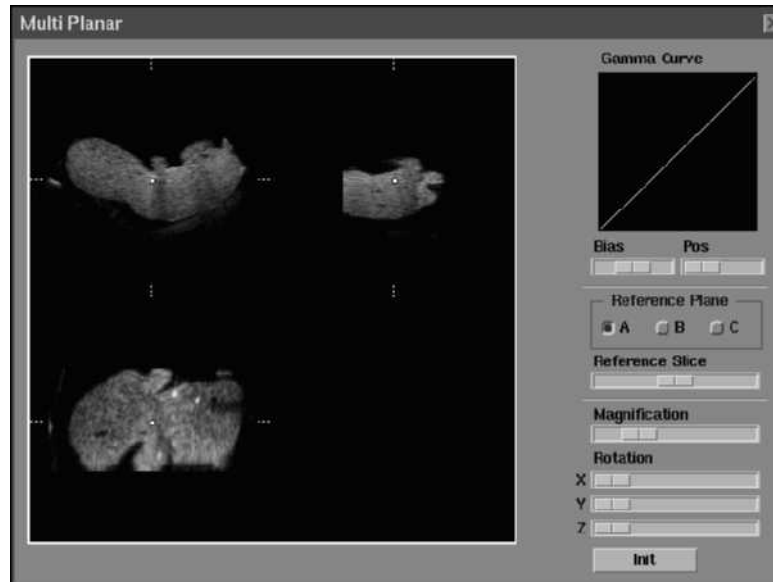 Multi Planar
Gamma Curve
Bias Pos
Reference Plane
A B C
Reference Slice
Magnification
Rotation
X
Y
Z
Init